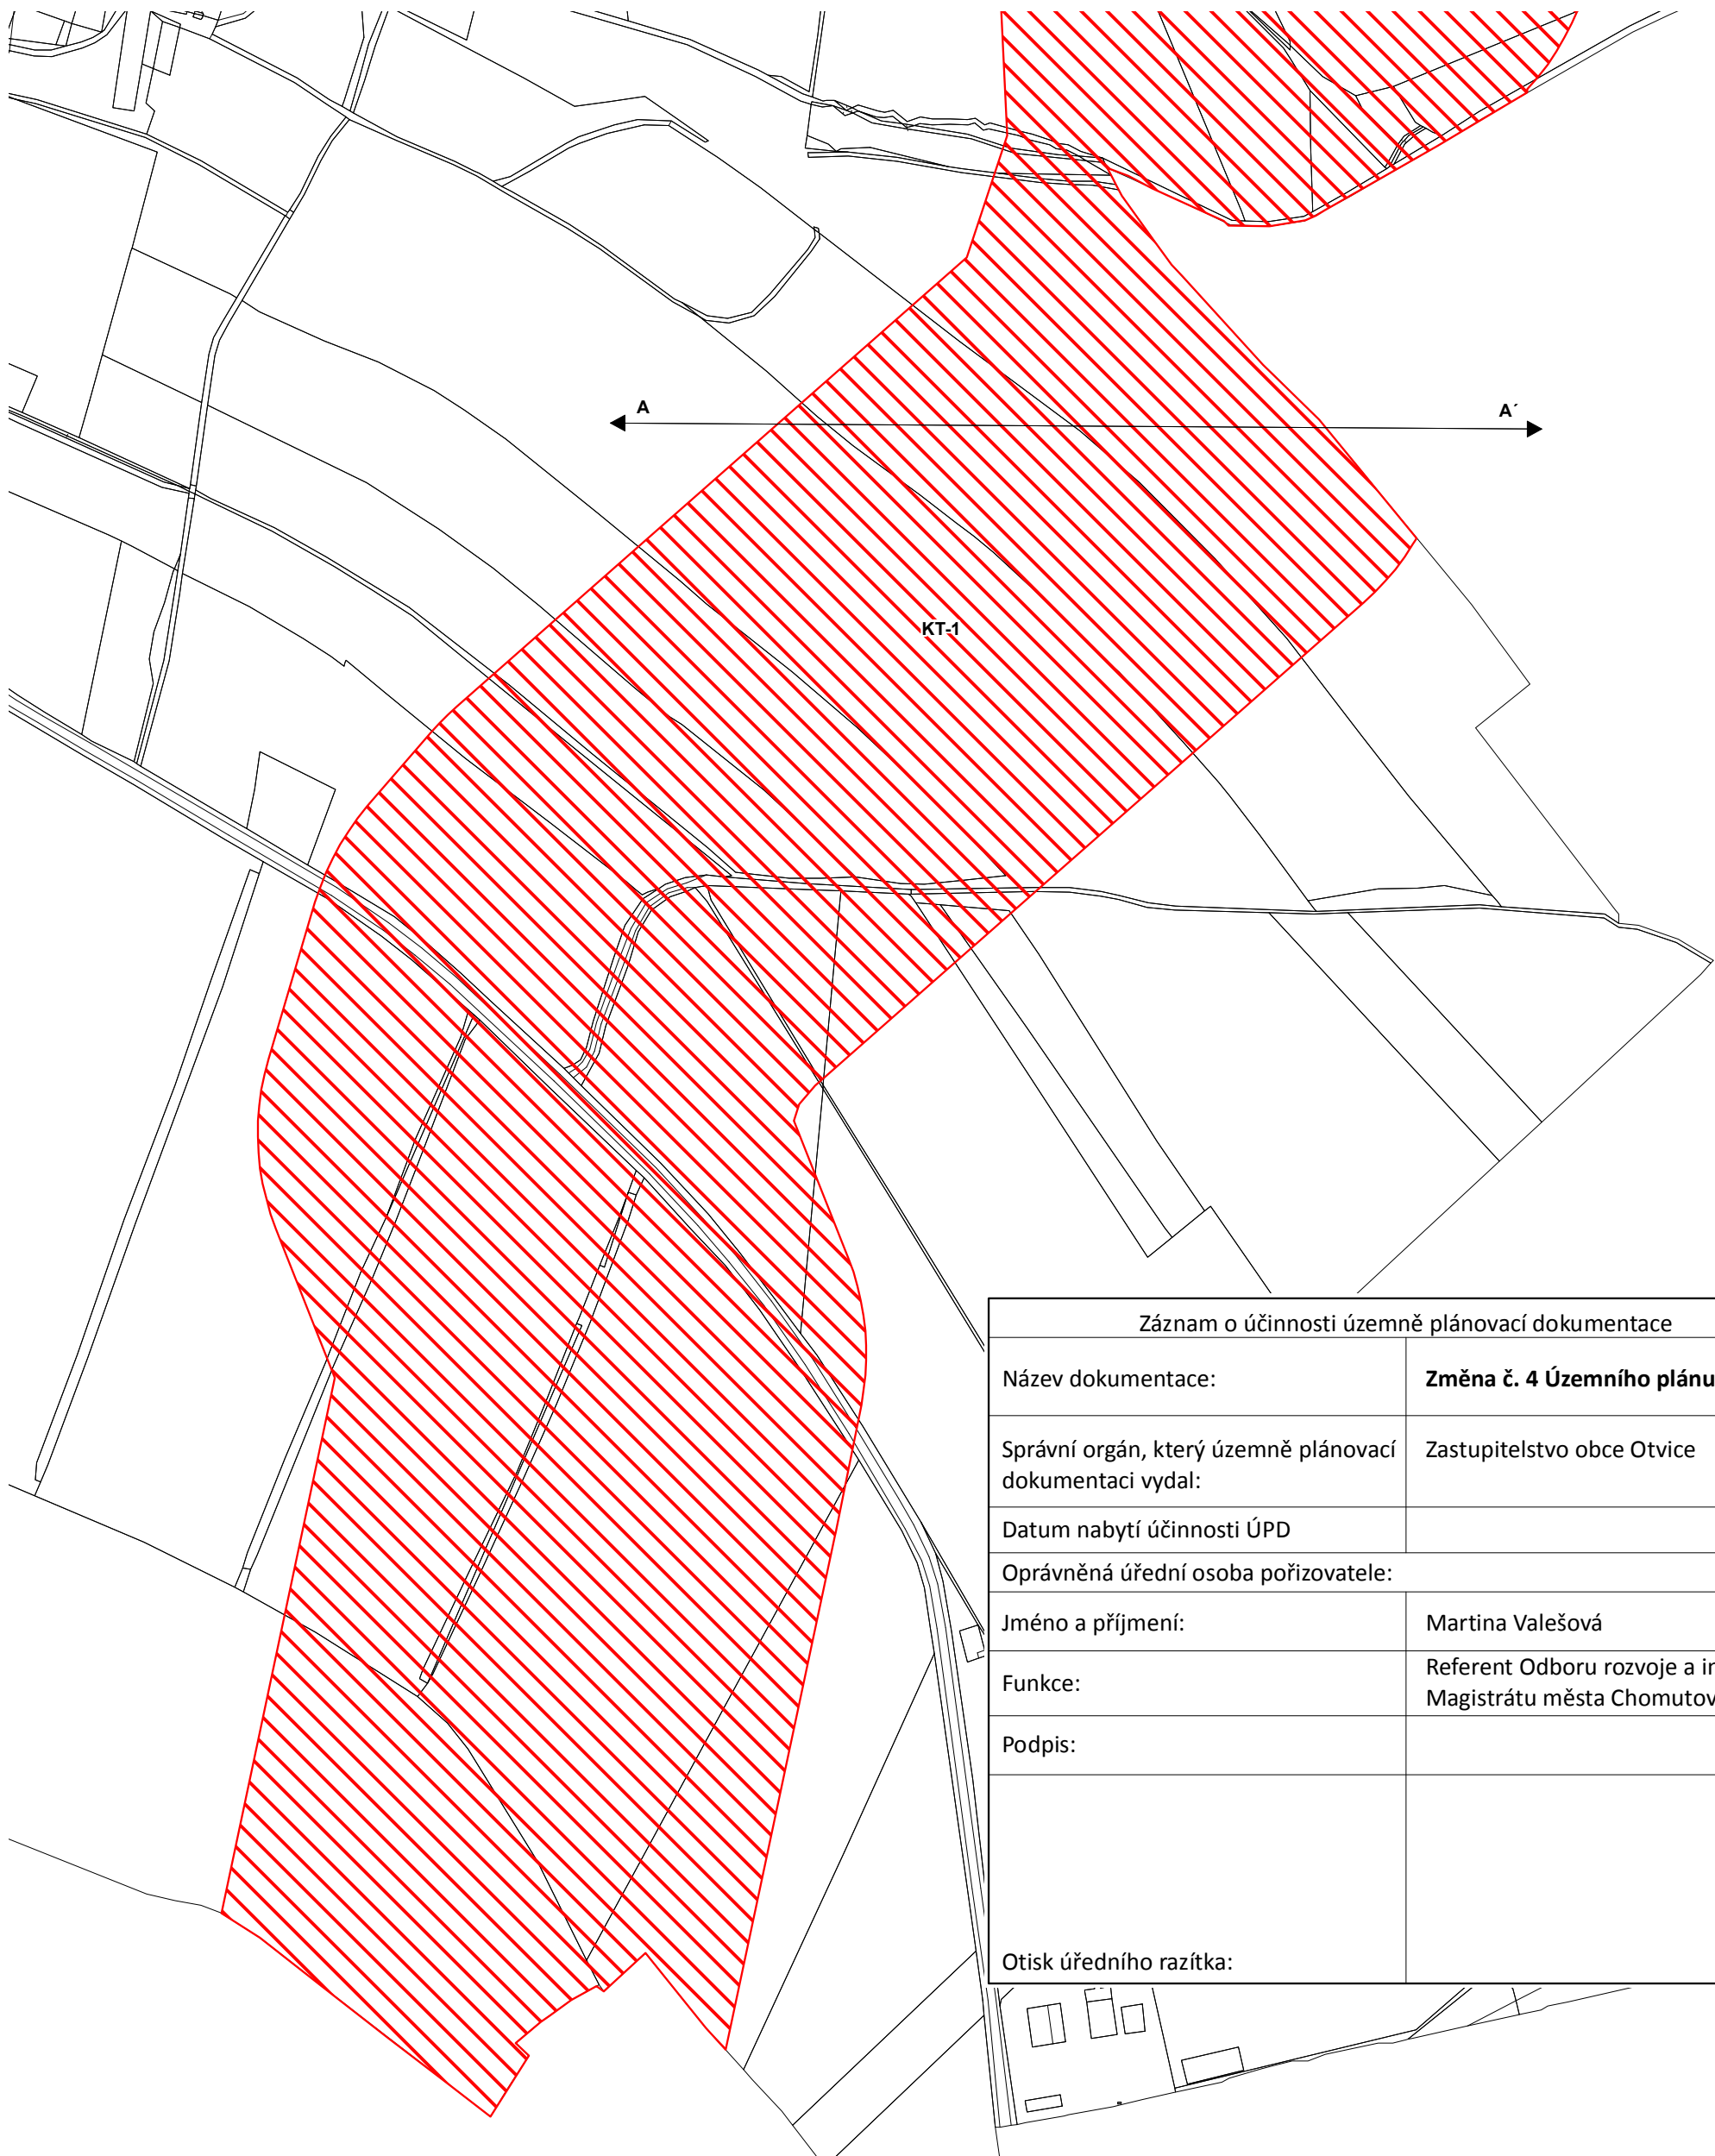 A
A´
KT-1
Záznam o účinnosti územně plánovací dokumentace
Název dokumentace:
Změna č. 4 Územního plánu
Správní orgán, který územně plánovací
dokumentaci vydal:
Zastupitelstvo obce Otvice
Datum nabytí účinnosti ÚPD
Oprávněná úřední osoba pořizovatele:
Jméno a příjmení:
Martina Valešová
Funkce:
Referent Odboru rozvoje a
Magistrátu města
Podpis:
Otisk úředního razítka: